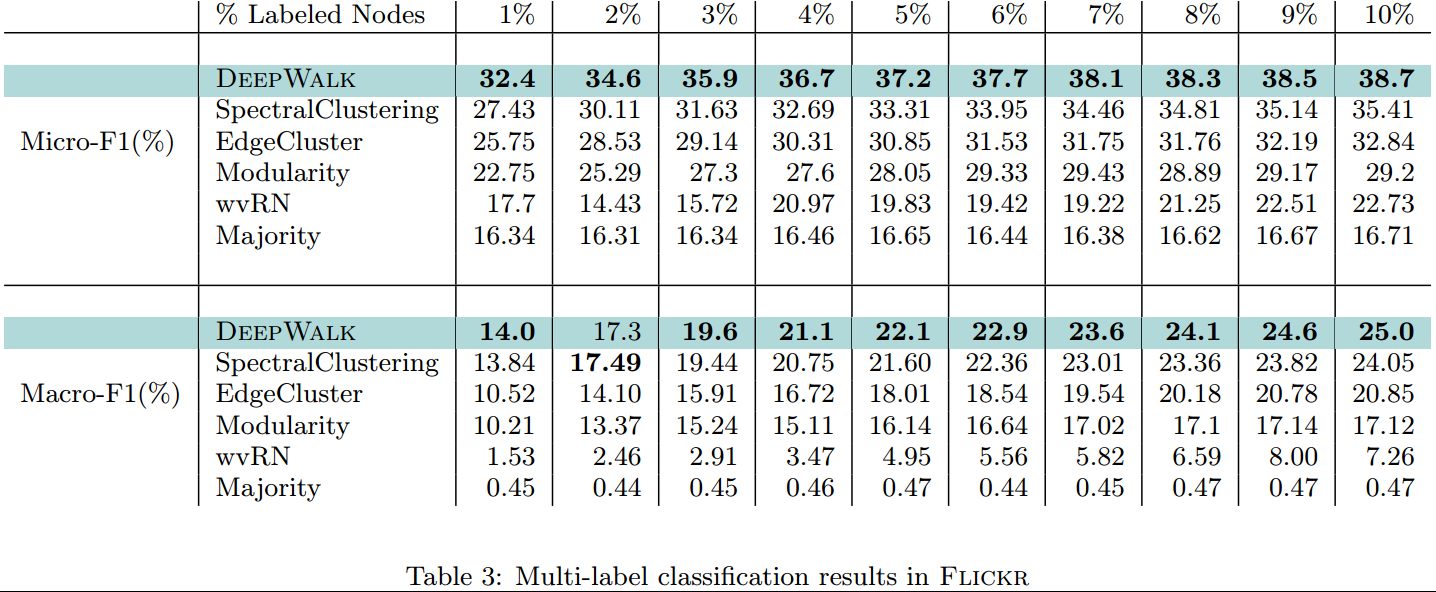 % Labeled Nodes 1% 2% 3% 4% 5% 6% 7% 8% 9% 10%
DEEPWALK 32.4 34.6 35.9 36.7 37.2 37.7 38.1 38.3 38.5 38.7
SpectralClustering 27.43 30.11 31.63 32.69 33.31 33.95 34.46 34.81 35.14 35.41
Micro-F1(%) EdgeCluster 25.75 28.53 29.14 30.31 30.85 31.53 31.75 31.76 32.19 32.84
Modularity 22.75 25.29 27.3 27.6 28.05 29.33 29.43 28.89 29.17 29.2
wvRN 17.7 14.43 15.72 20.97 19.83 19.42 19.22 21.25 22.51 22.73
Majority 16.34 16.31 16.34 16.46 16.65 16.44 16.38 16.62 16.67 16.71
DEEPWALK 14.0 17.3 19.6 21.1 22.1 22.9 23.6 24.1 24.6 25.0
SpectralClustering 13.84 17.49 19.44 20.75 21.60 22.36 23.01 23.36 23.82 24.05
Macro-F1(%) EdgeCluster 10.52 14.10 15.91 16.72 18.01 18.54 19.54 20.18 20.78 20.85
Modularity 10.21 13.37 15.24 15.11 16.14 16.64 17.02 17.1 17.14 17.12
wvRN 1.53 2.46 2.91 3.47 4.95 5.56 5.82 6.59 8.00 7.26
Majority 0.45 0.44 0.45 0.46 0.47 0.44 0.45 0.47 0.47 0.47
Table 3: Multi-label classification results in FLICKR